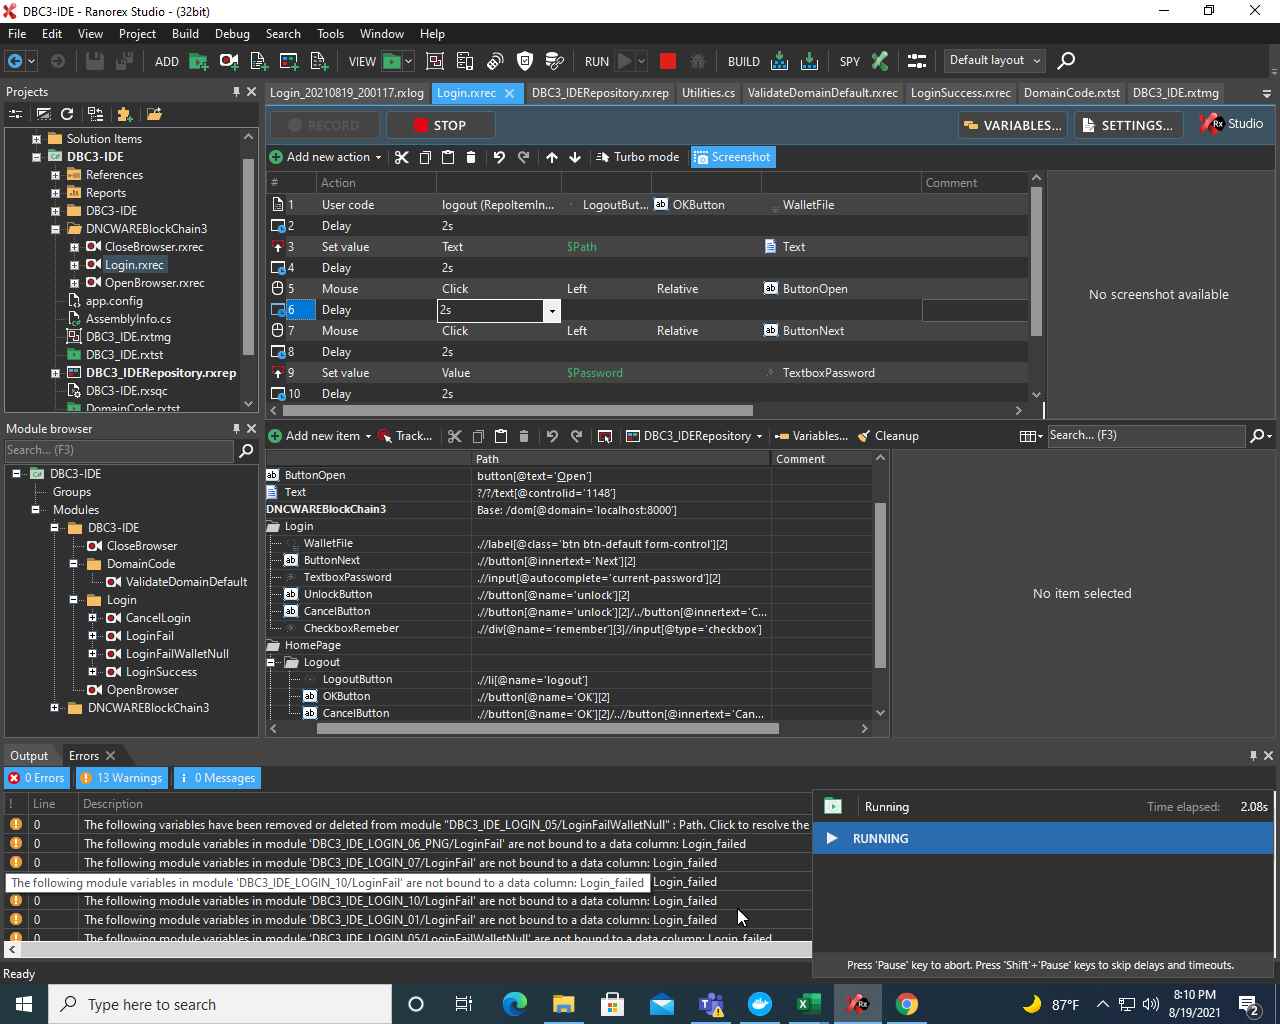 DBC3-IDE - Ranorex Studio - (32bit)
File Edit View Project Build Debug Search Tools Window Help
ADD VIEW RUN BUILD SPY Default layout
Projects
Solution Items
DBC3-IDE
References
Reports
DBC3-IDE
DNCWAREBlockChain3
CloseBrowser.rxrec
Login.rxrec
OpenBrowser.rxrec
app.config
AssemblyInfo.cs
DBC3_IDE.rxtmg
DBC3_IDE.rxtst
DBC3_IDERepository.rxrep
DBC3-IDE.rxsqc
DomainCode.rxtst
Login_20210819_200117.rxlog Login.rxrec DBC3_IDERepository.rxrep Utilities.cs ValidateDomainDefault.rxrec LoginSuccess.rxrec DomainCode.rxtst DBC3_IDE.rxtmg
RECORD STOP VARIABLES... SETTINGS... Rx Studio
Add new action Turbo mode Screenshot
# Action Comment
1 User code logout (RepoItemIn... LogoutBut... OKButton WalletFile
2 Delay 2s
3 Set value Text $Path Text
4 Delay 2s
5 Mouse Click Left Relative ButtonOpen
6 Delay 2s
7 Mouse Click Left Relative ButtonNext
8 Delay 2s
9 Set value Value $Password TextboxPassword
10 Delay 2s
No screenshot available
Module browser
Search... (F3)
DBC3-IDE
Groups
Modules
DBC3-IDE
CloseBrowser
DomainCode
ValidateDomainDefault
Login
CancelLogin
LoginFail
LoginFailWalletNull
LoginSuccess
OpenBrowser
DNCWAREBlockChain3
Add new item Track... DBC3_IDERepository Variables... Cleanup Search... (F3)
Path Comment
ButtonOpen button[@text='Open']
Text ?/?/text[@controlid='1148']
DNCWAREBlockChain3 Base: /dom[@domain='localhost:8000']
Login
WalletFile .//label[@class='btn btn-default form-control'][2]
ButtonNext .//button[@innertext='Next'][2]
TextboxPassword .//input[@autocomplete='current-password'][2]
UnlockButton .//button[@name='unlock'][2]
CancelButton .//button[@name='unlock'][2]/../button[@innertext='C...
CheckboxRemeber .//div[@name='remember'][3]//input[@type='checkbox']
HomePage
Logout
LogoutButton .//li[@name='logout']
OKButton .//button[@name='OK'][2]
CancelButton .//button[@name='OK'][2]/..//button[@innertext='Can...
No item selected
Output Errors
0 Errors 13 Warnings 0 Messages
! Line Description
0 The following variables have been removed or deleted from module "DBC3_IDE_LOGIN_05/LoginFailWalletNull" : Path. Click to resolve the
0 The following module variables in module 'DBC3_IDE_LOGIN_06_PNG/LoginFail' are not bound to a data column: Login_failed
0 The following module variables in module 'DBC3_IDE_LOGIN_07/LoginFail' are not bound to a data column: Login_failed
The following module variables in module 'DBC3_IDE_LOGIN_10/LoginFail' are not bound to a data column: Login_failed Login_failed
0 The following module variables in module 'DBC3_IDE_LOGIN_10/LoginFail' are not bound to a data column: Login_failed
0 The following module variables in module 'DBC3_IDE_LOGIN_01/LoginFail' are not bound to a data column: Login_failed
0 The following module variables in module 'DBC3_IDE_LOGIN_05/LoginFailWalletNull' are not bound to a data column: Login_failed
Running Time elapsed: 2.08s
RUNNING
Press 'Pause' key to abort. Press 'Shift'+'Pause' keys to skip delays and timeouts.
Ready
Type here to search
87°F
8:10 PM
8/19/2021
2